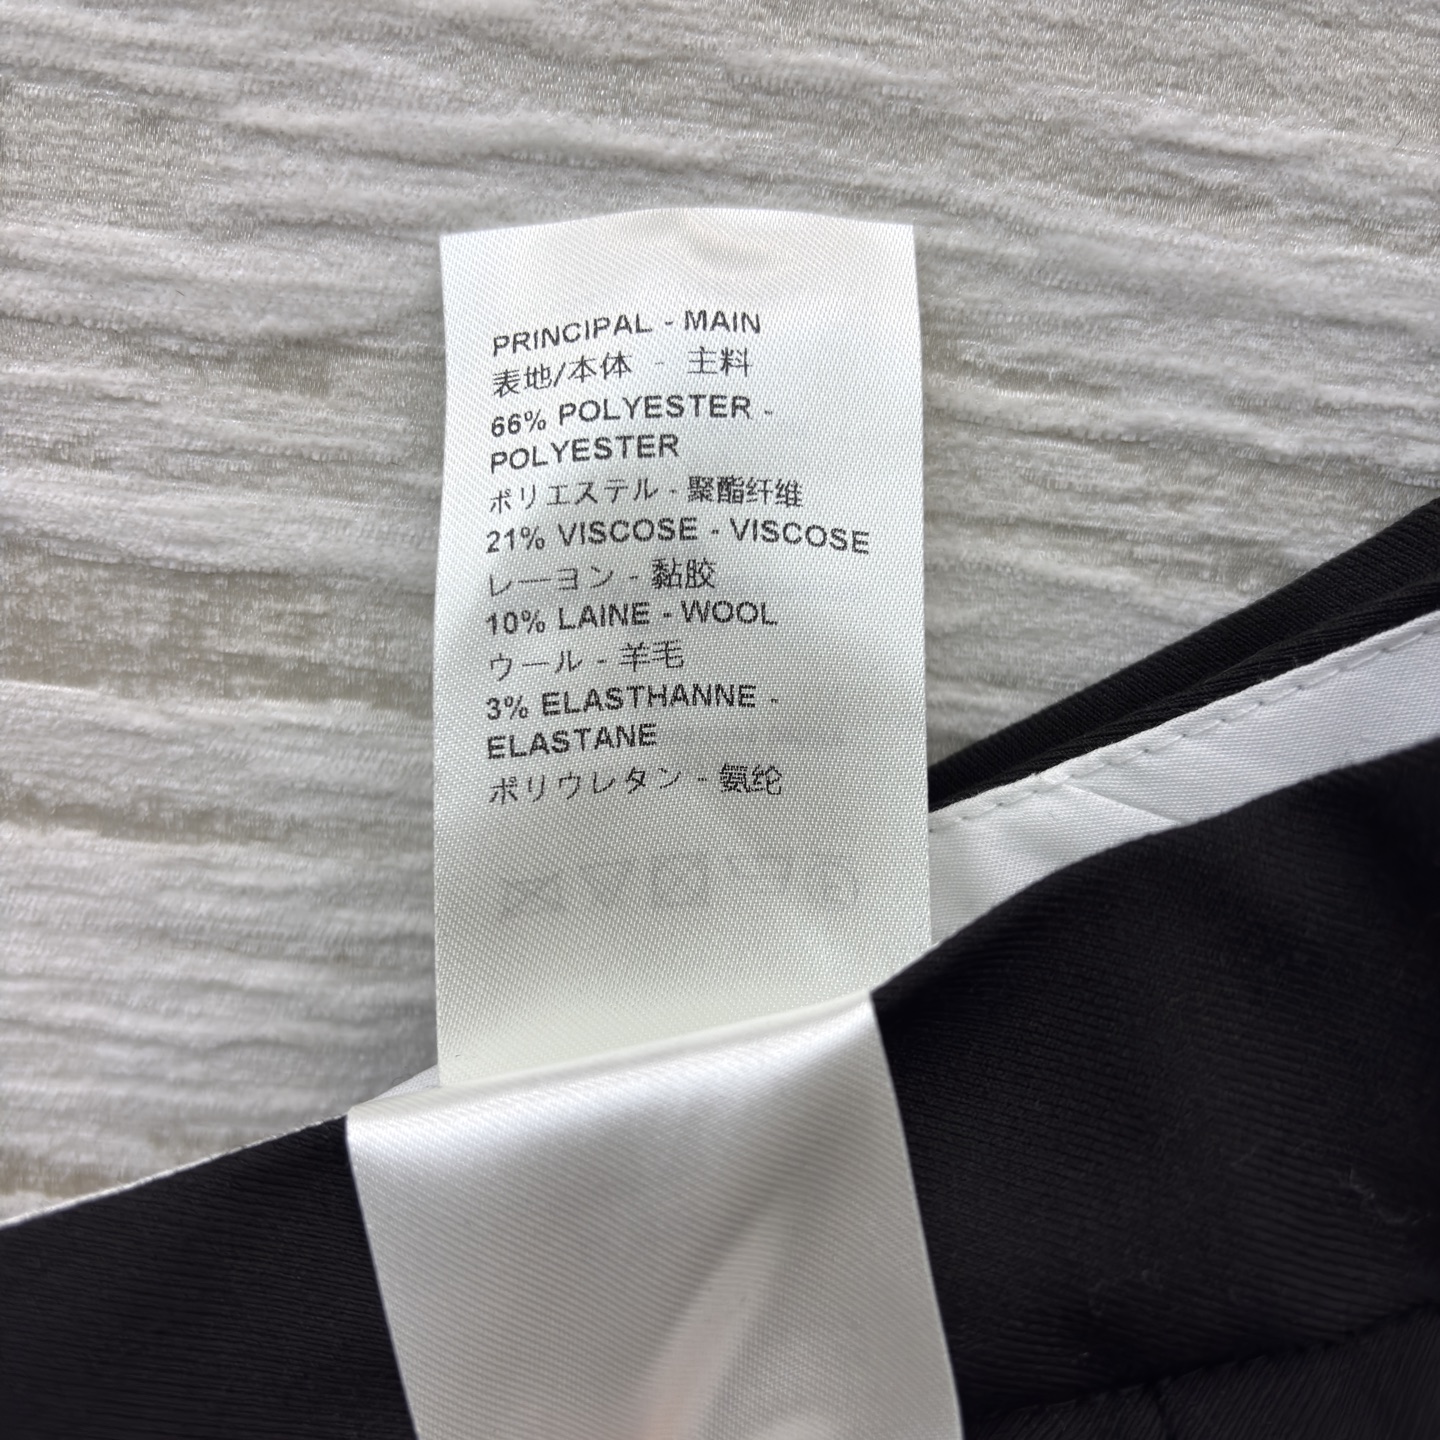 PRINCIPAL - MAIN
表地/本体 - 主料
66% POLYESTER -
POLYESTER
ポリエステル - 聚酯纤维
21% VISCOSE - VISCOSE
レーヨン - 黏胶
10% LAINE - WOOL
ウール - 羊毛
3% ELASTHANNE -
ELASTANE
ポリウレタン - 氨纶